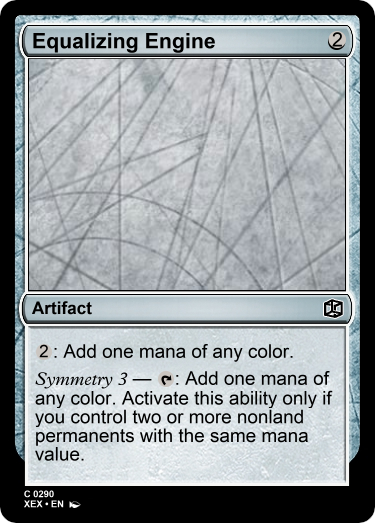 Equalizing Engine 2
Artifact
2: Add one mana of any color.
Symmetry 3 — : Add one mana of
any color. Activate this ability only if
you control two or more nonland
permanents with the same mana
value.
C 0290
XEX • EN